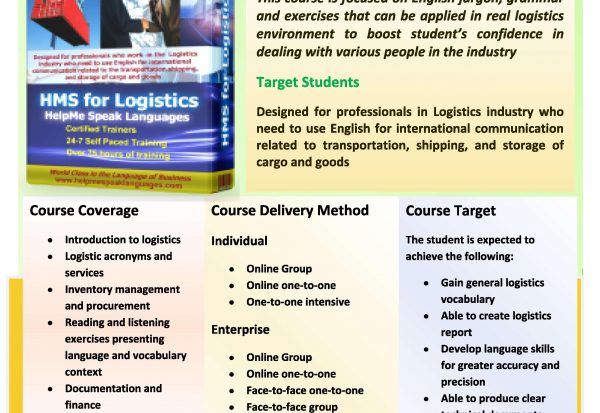 This course is focused on English jargon, grammar
and exercises that can be applied in real logistics
environment to boost student's confidence in
dealing with various people in the industry
Target Students
Designed for professionals in Logistics industry who
need to use English for international communication
related to transportation, shipping, and storage of
cargo and goods
Designed for professionals who work in the Logistics
industry who need to use English for international
communication related to the transportation, shipping,
and storage of cargo and goods
HMS for Logistics
HelpMe Speak Languages
Certified Trainers
24-7 Self Paced Training
Over 15 hours of training
World Class in the Language of Business
www.helpmespeaklanguages.com
HMS for Logistics
Course Coverage
• Introduction to logistics
• Logistic acronyms and
services
• Inventory management
and procurement
• Reading and listening
exercises presenting
language and vocabulary
context
• Documentation and
finance
Course Delivery Method
Individual
• Online Group
• Online one-to-one
• One-to-one intensive
Enterprise
• Online Group
• Online one-to-one
• Face-to-face one-to-one
• Face-to-face group
Course Target
The student is expected to
achieve the following:
• Gain general logistics
vocabulary
• Able to create logistics
report
• Develop language skills
for greater accuracy and
precision
• Able to produce clear
technical documents